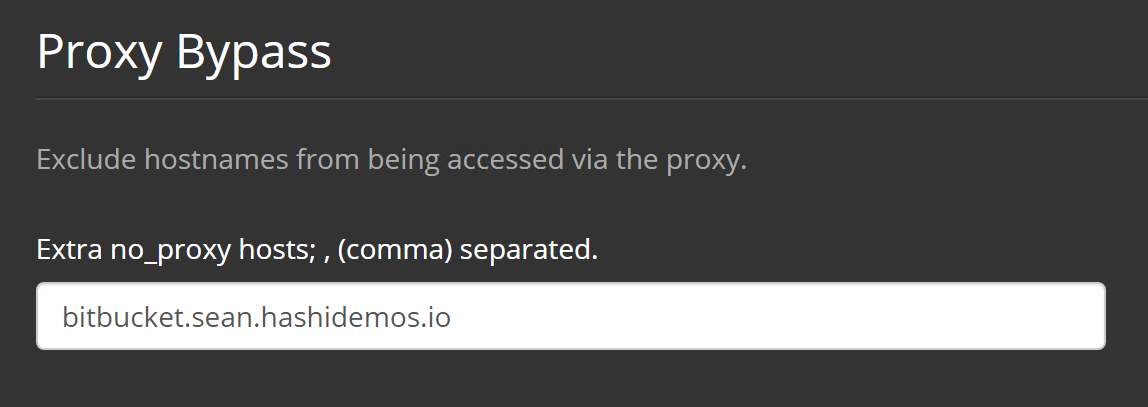 Proxy Bypass
Exclude hostnames from being accessed via the proxy.
Extra no_proxy hosts; , (comma) separated.
bitbucket.sean.hashidemos.io